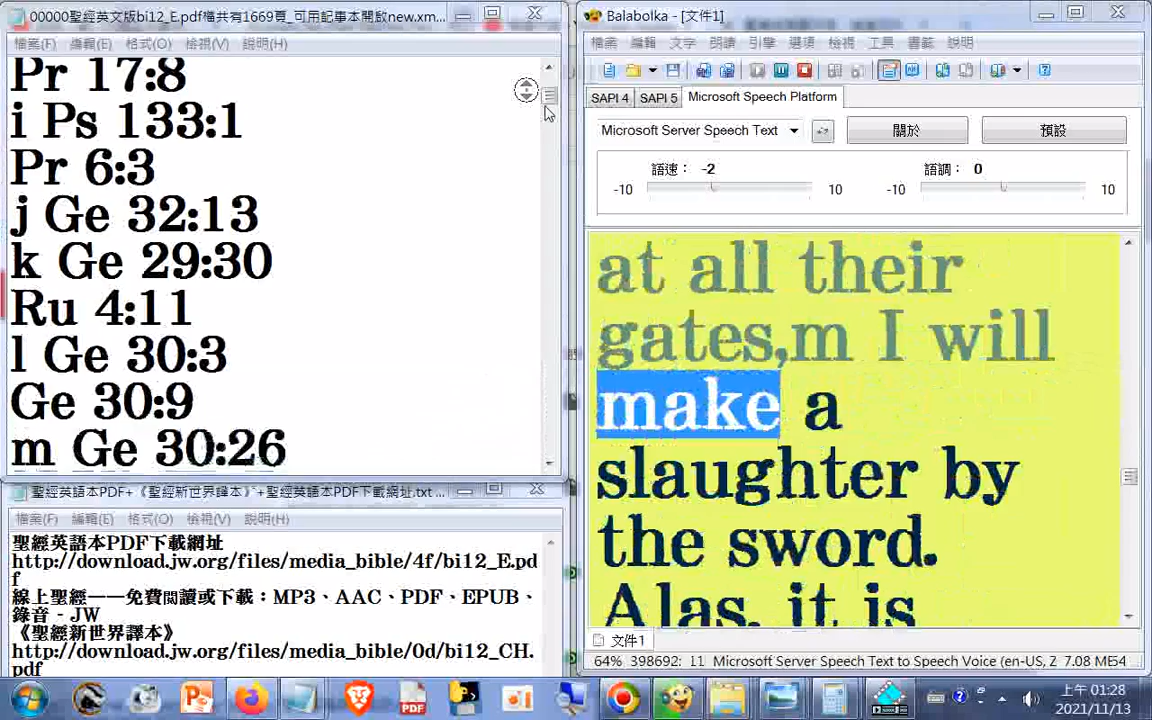 00000聖經英文版bi12_E.pdf檔共有1669頁_可用記事本開啟new.xm...
檔案(F) 編輯(E) 格式(O) 檢視(V) 說明(H)
Pr 17:8
i Ps 133:1
Pr 6:3
j Ge 32:13
k Ge 29:30
Ru 4:11
l Ge 30:3
Ge 30:9
m Ge 30:26
聖經英語本PDF+《聖經新世界譯本》+聖經英語本PDF下載網址.txt ...
檔案(F) 編輯(E) 格式(O) 檢視(V) 說明(H)
聖經英語本PDF下載網址
http://download.jw.org/files/media_bible/4f/bi12_E.pd
f
線上聖經——免費閱讀或下載：MP3、AAC、PDF、EPUB、
錄音 - JW
《聖經新世界譯本》
http://download.jw.org/files/media_bible/0d/bi12_CH.
pdf
Balabolka - [文件1]
檔案 編輯 文字 朗讀 引擎 選項 檢視 工具 書籤 說明
SAPI 4 SAPI 5 Microsoft Speech Platform
Microsoft Server Speech Text 關於 預設
語速： -2 語調： 0
-10 10 -10 10
at all their
gates,m I will
make a
slaughter by
the sword.
Alas, it is
文件1
64% 398692: 11 Microsoft Server Speech Text to Speech Voice (en-US, Z 7.08 ME54
上午 01:28
2021/11/13